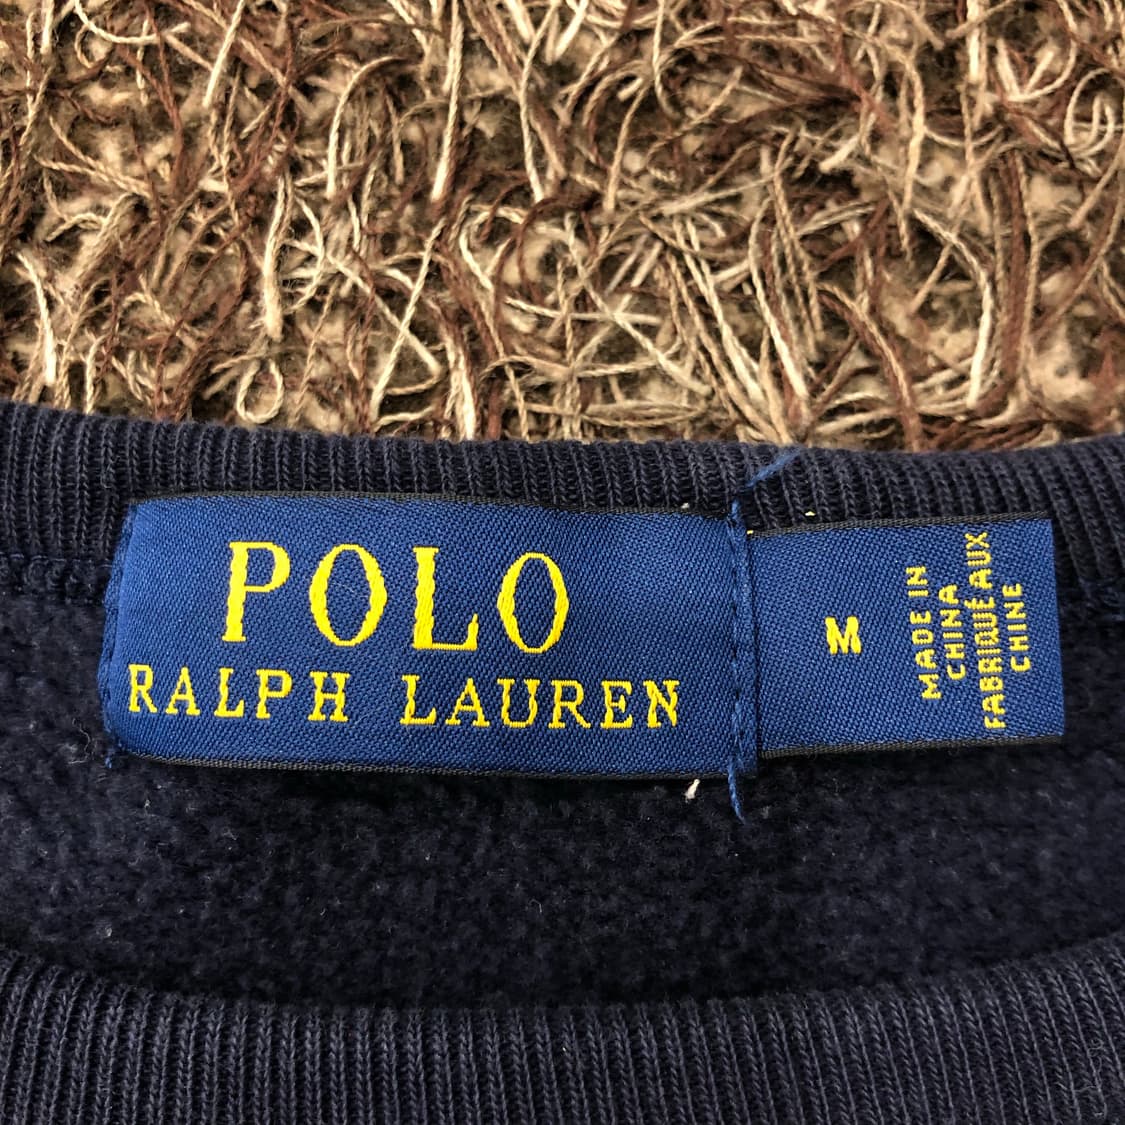 POLO
RALPH LAUREN
M
MADE IN
CHINA
FABRIQUÉ AUX
CHINE